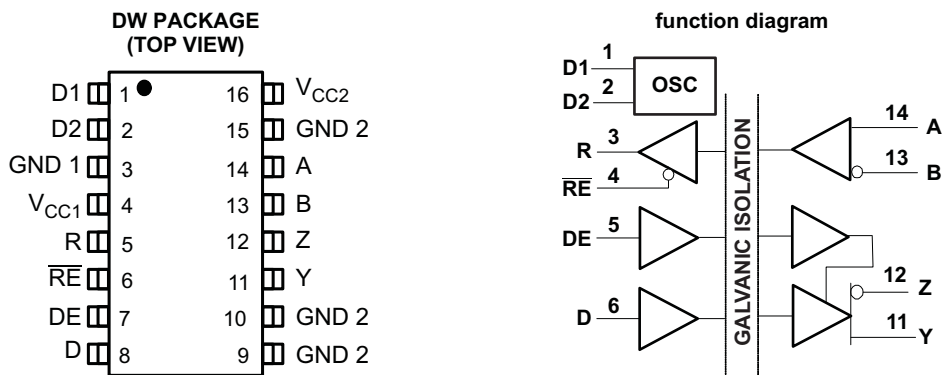 DW PACKAGE
(TOP VIEW)
D1 1 16 VCC2
D2 2 15 GND 2
GND 1 3 14 A
VCC1 4 13 B
R 5 12 Z
RE 6 11 Y
DE 7 10 GND 2
D 8 9 GND 2
function diagram
D1 1
D2 2
OSC
R 3
RE 4
DE 5
D 6
GALVANIC ISOLATION
14 A
13 B
12 Z
11 Y